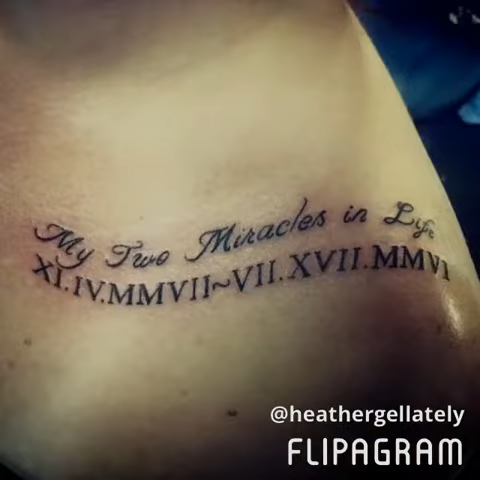 My Two Miracles in Life
XI.IV.MMVII~VII.XVII.MMVI
@heathergellately
FLIPAGRAM